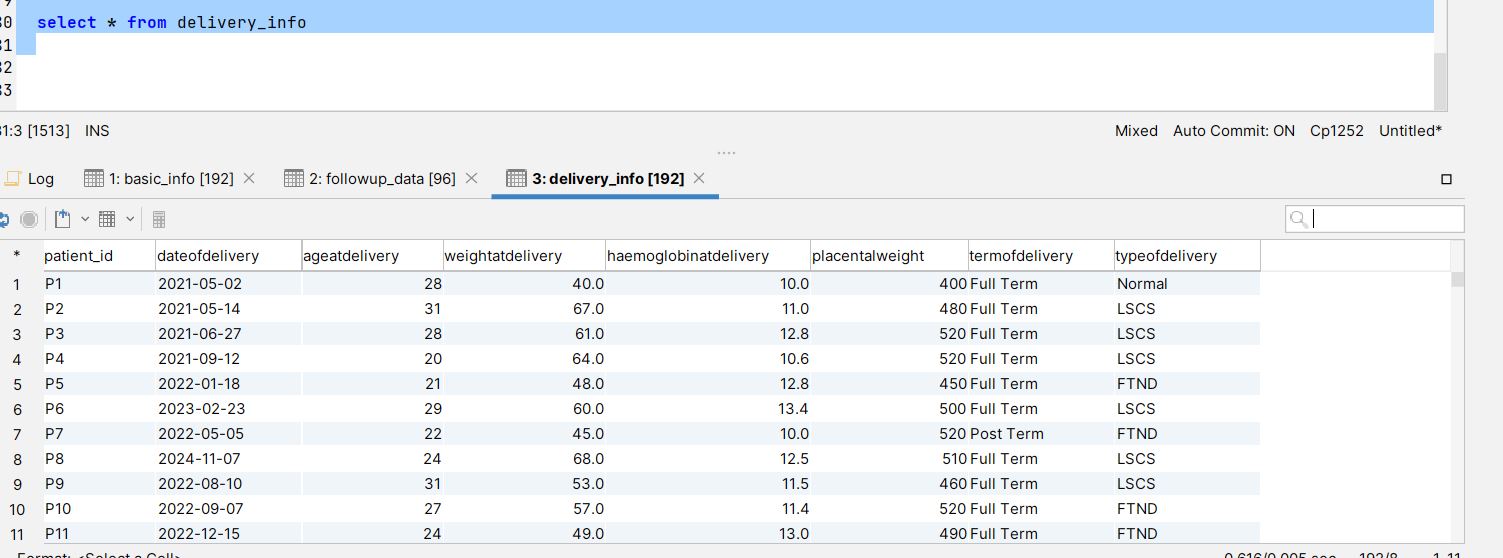 30 select * from delivery_info
31
32
33
31:3 [1513] INS Mixed Auto Commit: ON Cp1252 Untitled*
Log 1: basic_info [192] 2: followup_data [96] 3: delivery_info [192]
* patient_id dateofdelivery ageatdelivery weightatdelivery haemoglobinatdelivery placentalweight termofdelivery typeofdelivery
1 P1 2021-05-02 28 40.0 10.0 400 Full Term Normal
2 P2 2021-05-14 31 67.0 11.0 480 Full Term LSCS
3 P3 2021-06-27 28 61.0 12.8 520 Full Term LSCS
4 P4 2021-09-12 20 64.0 10.6 520 Full Term LSCS
5 P5 2022-01-18 21 48.0 12.8 450 Full Term FTND
6 P6 2023-02-23 29 60.0 13.4 500 Full Term LSCS
7 P7 2022-05-05 22 45.0 10.0 520 Post Term FTND
8 P8 2024-11-07 24 68.0 12.5 510 Full Term LSCS
9 P9 2022-08-10 31 53.0 11.5 460 Full Term LSCS
10 P10 2022-09-07 27 57.0 11.4 520 Full Term FTND
11 P11 2022-12-15 24 49.0 13.0 490 Full Term FTND
Format: <Select a Cell> 0.616/0.005 sec 192/8 1-11